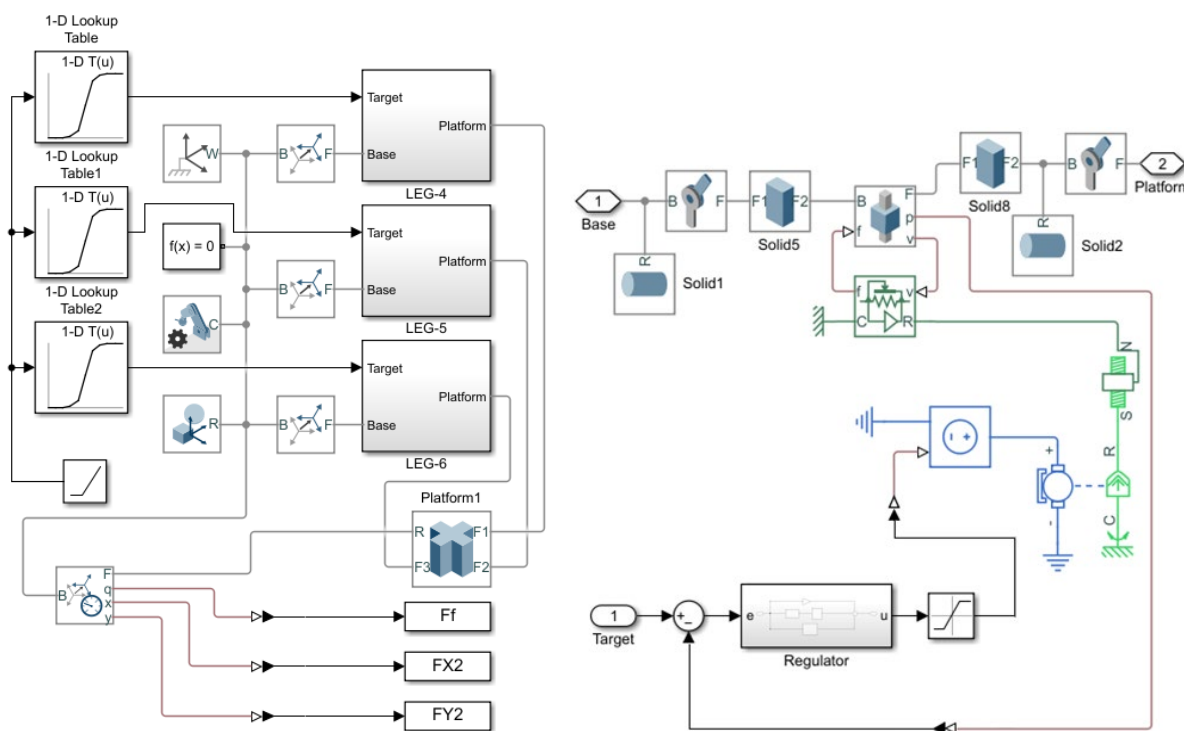 1-D Lookup
Table
1-D T(u)
Target
Platform
Base
LEG-4
W
B
F
1-D Lookup
Table1
1-D T(u)
f(x) = 0
Target
Platform
Base
LEG-5
B
F
C
1-D Lookup
Table2
1-D T(u)
Target
Platform
Base
LEG-6
R
B
F
Platform1
R
F1
F3
F2
B
F
q
x
y
Ff
FX2
FY2
1
Base
B
F
F1
F2
Solid5
R
Solid1
B
F
p
v
f
F1
F2
Solid8
B
F
2
Platform
R
Solid2
f
v
C
R
N
S
R
C
+
-
1
Target
+
−
e
u
Regulator